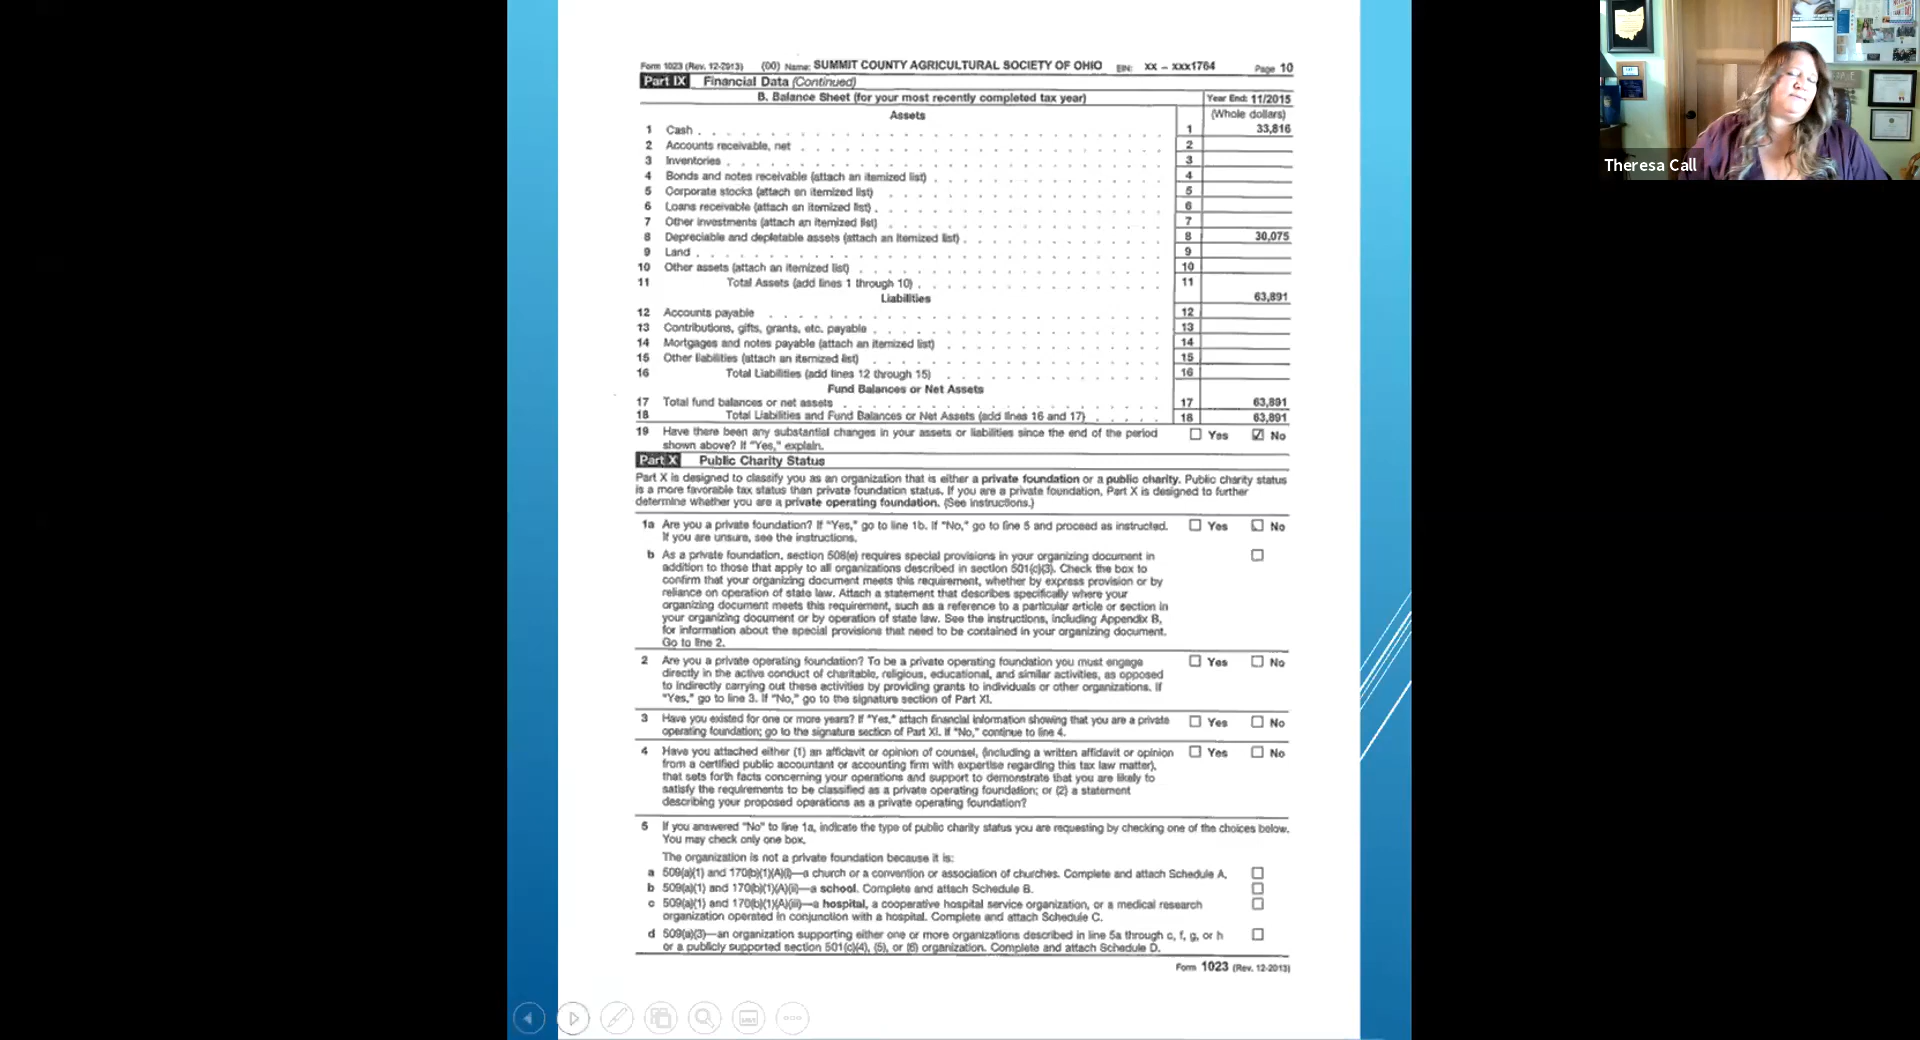 Form 1023 (Rev. 12-2013) (00) Name: SUMMIT COUNTY AGRICULTURAL SOCIETY OF OHIO EIN: xx – xxx1764 Page 10
Part IX Financial Data (Continued)
B. Balance Sheet (for your most recently completed tax year) Year End: 11/2015
Assets (Whole dollars)
1 Cash 1 33,816
2 Accounts receivable, net 2
3 Inventories 3
4 Bonds and notes receivable (attach an itemized list) 4
5 Corporate stocks (attach an itemized list) 5
6 Loans receivable (attach an itemized list) 6
7 Other investments (attach an itemized list) 7
8 Depreciable and depletable assets (attach an itemized list) 8 30,075
9 Land 9
10 Other assets (attach an itemized list) 10
11 Total Assets (add lines 1 through 10) 11
Liabilities 63,891
12 Accounts payable 12
13 Contributions, gifts, grants, etc. payable 13
14 Mortgages and notes payable (attach an itemized list) 14
15 Other liabilities (attach an itemized list) 15
16 Total Liabilities (add lines 12 through 15) 16
Fund Balances or Net Assets
17 Total fund balances or net assets 17 63,891
18 Total Liabilities and Fund Balances or Net Assets (add lines 16 and 17) 18 63,891
19 Have there been any substantial changes in your assets or liabilities since the end of the period Yes No
shown above? If "Yes," explain.
Part X Public Charity Status
Part X is designed to classify you as an organization that is either a private foundation or a public charity. Public charity status
is a more favorable tax status than private foundation status. If you are a private foundation, Part X is designed to further
determine whether you are a private operating foundation. (See instructions.)
1a Are you a private foundation? If "Yes," go to line 1b. If "No," go to line 5 and proceed as instructed. Yes No
If you are unsure, see the instructions.
b As a private foundation, section 508(e) requires special provisions in your organizing document in
addition to those that apply to all organizations described in section 501(c)(3). Check the box to
confirm that your organizing document meets this requirement, whether by express provision or by
reliance on operation of state law. Attach a statement that describes specifically where your
organizing document meets this requirement, such as a reference to a particular article or section in
your organizing document or by operation of state law. See the instructions, including Appendix B,
for information about the special provisions that need to be contained in your organizing document.
Go to line 2.
2 Are you a private operating foundation? To be a private operating foundation you must engage Yes No
directly in the active conduct of charitable, religious, educational, and similar activities, as opposed
to indirectly carrying out these activities by providing grants to individuals or other organizations. If
"Yes," go to line 3. If "No," go to the signature section of Part XI.
3 Have you existed for one or more years? If "Yes," attach financial information showing that you are a private Yes No
operating foundation; go to the signature section of Part XI. If "No," continue to line 4.
4 Have you attached either (1) an affidavit or opinion of counsel, (including a written affidavit or opinion Yes No
from a certified public accountant or accounting firm with expertise regarding this tax law matter),
that sets forth facts concerning your operations and support to demonstrate that you are likely to
satisfy the requirements to be classified as a private operating foundation; or (2) a statement
describing your proposed operations as a private operating foundation?
5 If you answered "No" to line 1a, indicate the type of public charity status you are requesting by checking one of the choices below.
You may check only one box.
The organization is not a private foundation because it is:
a 509(a)(1) and 170(b)(1)(A)(i)—a church or a convention or association of churches. Complete and attach Schedule A.
b 509(a)(1) and 170(b)(1)(A)(ii)—a school. Complete and attach Schedule B.
c 509(a)(1) and 170(b)(1)(A)(iii)—a hospital, a cooperative hospital service organization, or a medical research
organization operated in conjunction with a hospital. Complete and attach Schedule C.
d 509(a)(3)—an organization supporting either one or more organizations described in line 5a through c, f, g, or h
or a publicly supported section 501(c)(4), (5), or (6) organization. Complete and attach Schedule D.
Form 1023 (Rev. 12-2013)
Theresa Call